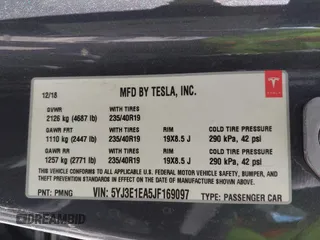 12/18 MFD BY TESLA, INC.
GVWR WITH TIRES
2126 kg (4687 lb) 235/40R19
GAWR FRT WITH TIRES RIM COLD TIRE PRESSURE
1110 kg (2447 lb) 235/40R19 19X8.5 J 290 kPa, 42 psi
GAWR RR WITH TIRES RIM COLD TIRE PRESSURE
1257 kg (2771 lb) 235/40R19 19X8.5 J 290 kPa, 42 psi
THIS VEHICLE CONFORMS TO ALL APPLICABLE FEDERAL MOTOR VEHICLE SAFETY, BUMPER,
AND THEFT PREVENTION STANDARDS IN EFFECT ON THE DATE OF MANUFACTURE SHOWN ABOVE.
PNT: PMNG VIN: 5YJ3E1EA5JF169097 TYPE: PASSENGER CAR
TESLA
DREAMBID